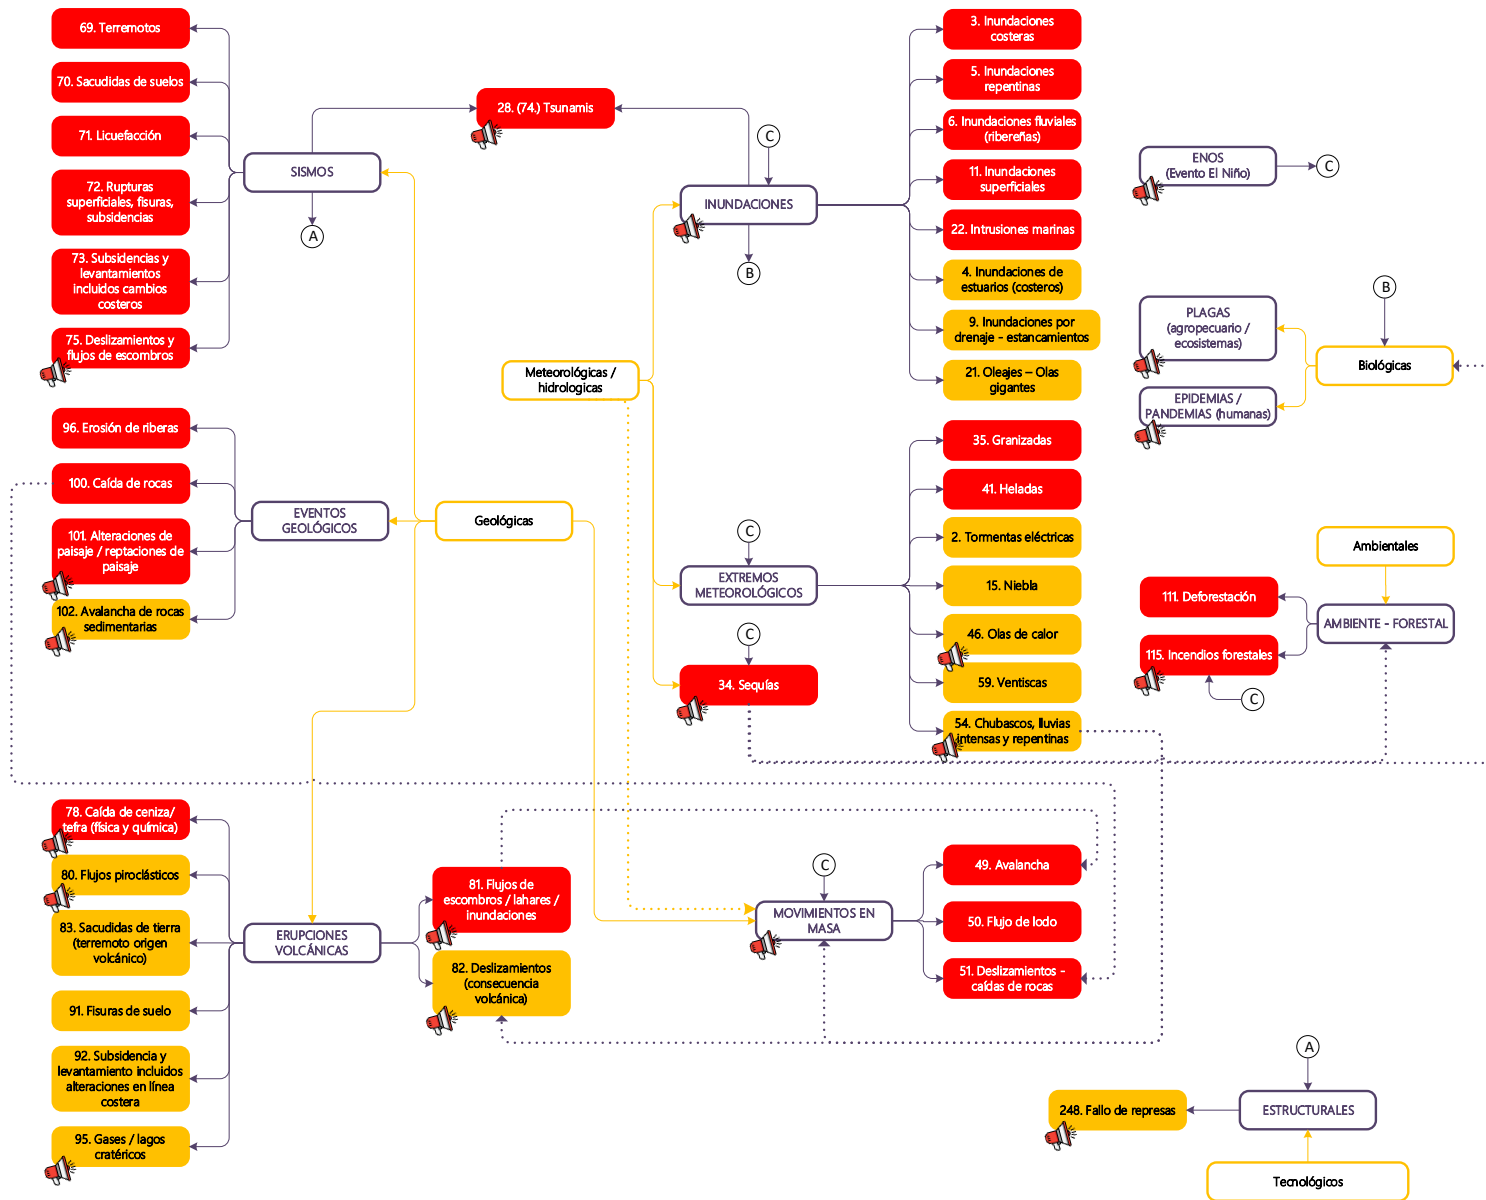 69. Terremotos
70. Sacudidas de suelos
71. Licuefacción
72. Rupturas
superficiales, fisuras,
subsidencias
73. Subsidencias y
levantamientos
incluidos cambios
costeros
75. Deslizamientos y
flujos de escombros
SISMOS
A
28. (74.) Tsunamis
C
INUNDACIONES
B
3. Inundaciones
costeras
5. Inundaciones
repentinas
6. Inundaciones fluviales
(ribereñas)
11. Inundaciones
superficiales
22. Intrusiones marinas
4. Inundaciones de
estuarios (costeros)
9. Inundaciones por
drenaje - estancamientos
21. Oleajes – Olas
gigantes
ENOS
(Evento El Niño)
C
B
PLAGAS
(agropecuario /
ecosistemas)
Biológicas
EPIDEMIAS /
PANDEMIAS (humanas)
Meteorológicas /
hidrologicas
96. Erosión de riberas
100. Caída de rocas
101. Alteraciones de
paisaje / reptaciones de
paisaje
102. Avalancha de rocas
sedimentarias
EVENTOS
GEOLÓGICOS
Geológicas
C
EXTREMOS
METEOROLÓGICOS
C
34. Sequías
35. Granizadas
41. Heladas
2. Tormentas eléctricas
15. Niebla
46. Olas de calor
59. Ventiscas
54. Chubascos, lluvias
intensas y repentinas
Ambientales
111. Deforestación
AMBIENTE - FORESTAL
115. Incendios forestales
C
78. Caída de ceniza/
tefra (física y química)
80. Flujos piroclásticos
83. Sacudidas de tierra
(terremoto origen
volcánico)
91. Fisuras de suelo
92. Subsidencia y
levantamiento incluidos
alteraciones en línea
costera
95. Gases / lagos
cratéricos
ERUPCIONES
VOLCÁNICAS
81. Flujos de
escombros / lahares /
inundaciones
82. Deslizamientos
(consecuencia
volcánica)
C
MOVIMIENTOS EN
MASA
49. Avalancha
50. Flujo de lodo
51. Deslizamientos -
caídas de rocas
A
248. Fallo de represas
ESTRUCTURALES
Tecnológicos